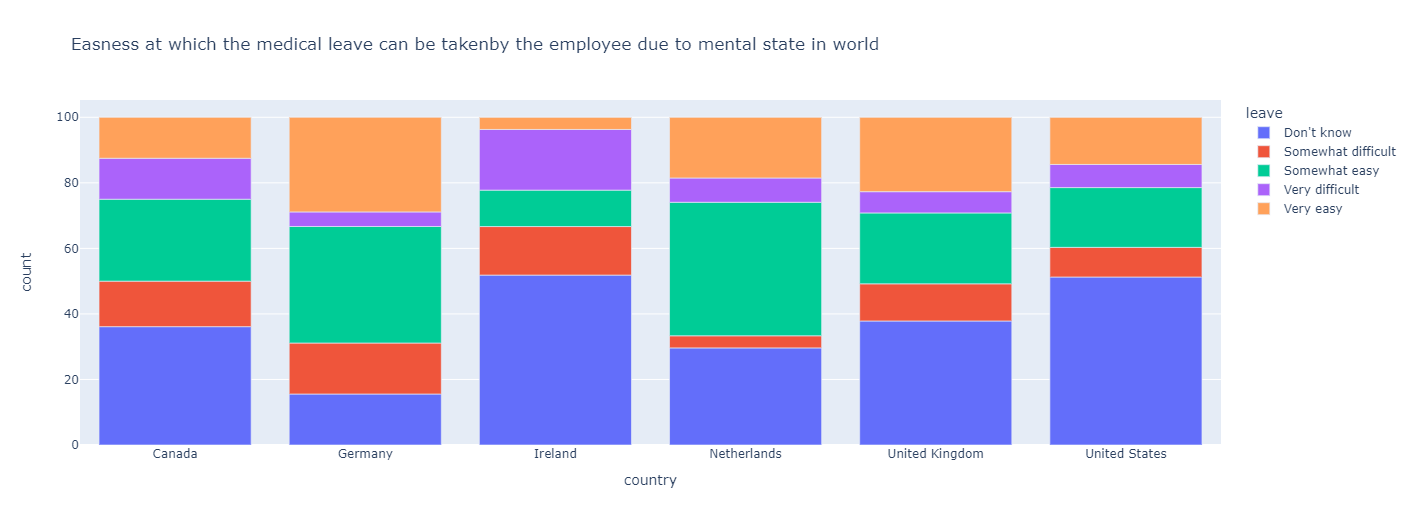 Easness at which the medical leave can be takenby the employee due to mental state in world
100
80
60
40
20
0
count
Canada
Germany
Ireland
Netherlands
United Kingdom
United States
country
leave
Don't know
Somewhat difficult
Somewhat easy
Very difficult
Very easy